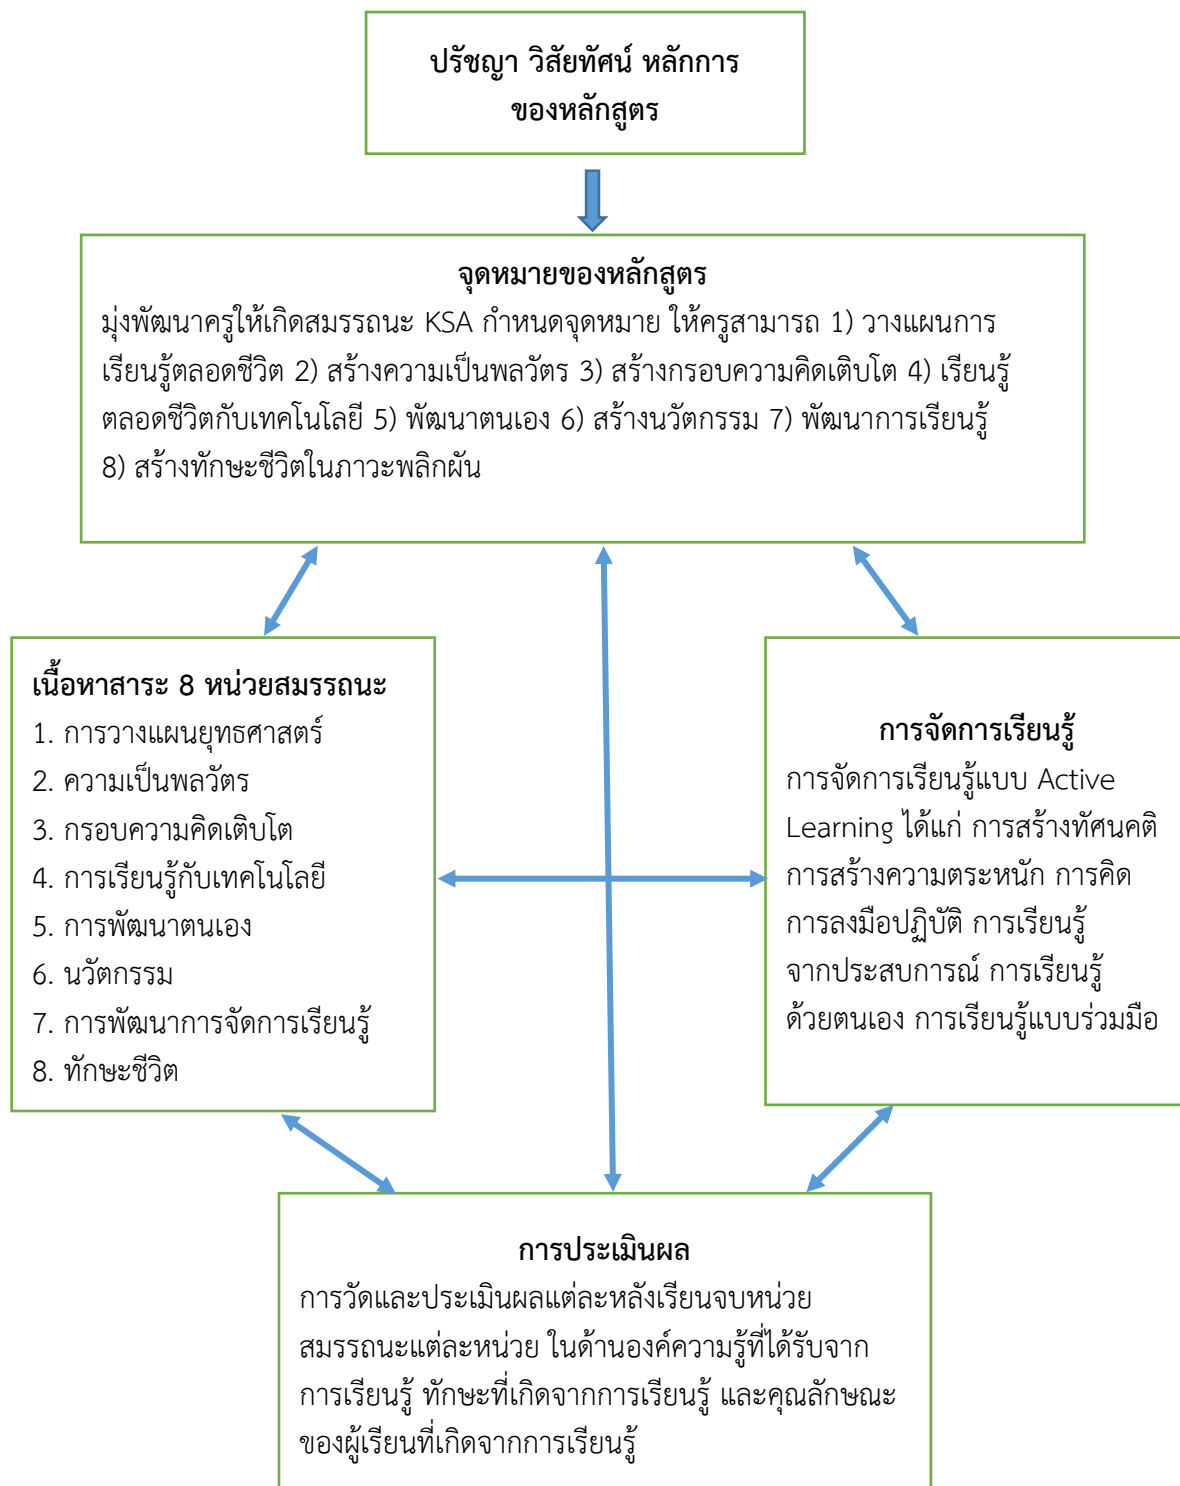 ปรัชญา วิสัยทัศน์ หลักการ
ของหลักสูตร
จุดหมายของหลักสูตร
มุ่งพัฒนาครูให้เกิดสมรรถนะ KSA กำหนดจุดหมาย ให้ครูสามารถ 1) วางแผนการ
เรียนรู้ตลอดชีวิต 2) สร้างความเป็นพลวัตร 3) สร้างกรอบความคิดเติบโต 4) เรียนรู้
ตลอดชีวิตกับเทคโนโลยี 5) พัฒนาตนเอง 6) สร้างนวัตกรรม 7) พัฒนาการเรียนรู้
8) สร้างทักษะชีวิตในภาวะพลิกผัน
เนื้อหาสาระ 8 หน่วยสมรรถนะ
1. การวางแผนยุทธศาสตร์
2. ความเป็นพลวัตร
3. กรอบความคิดเติบโต
4. การเรียนรู้กับเทคโนโลยี
5. การพัฒนาตนเอง
6. นวัตกรรม
7. การพัฒนาการจัดการเรียนรู้
8. ทักษะชีวิต
การจัดการเรียนรู้
การจัดการเรียนรู้แบบ Active
Learning ได้แก่ การสร้างทัศนคติ
การสร้างความตระหนัก การคิด
การลงมือปฏิบัติ การเรียนรู้
จากประสบการณ์ การเรียนรู้
ด้วยตนเอง การเรียนรู้แบบร่วมมือ
การประเมินผล
การวัดและประเมินผลแต่ละหลังเรียนจบหน่วย
สมรรถนะแต่ละหน่วย ในด้านองค์ความรู้ที่ได้รับจาก
การเรียนรู้ ทักษะที่เกิดจากการเรียนรู้ และคุณลักษณะ
ของผู้เรียนที่เกิดจากการเรียนรู้